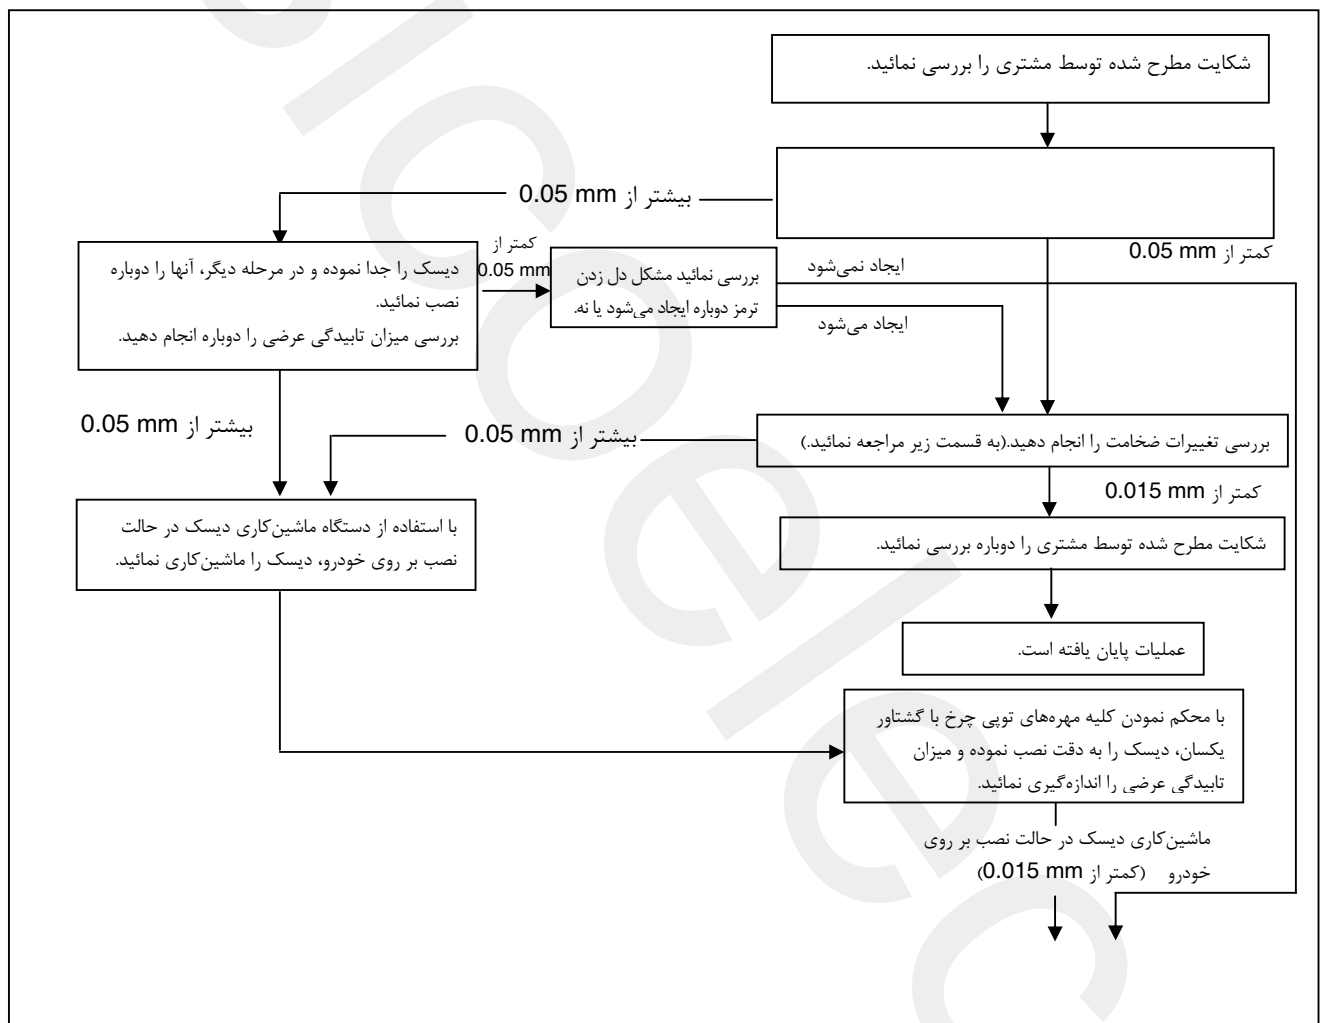 شکایت مطرح شده توسط مشتری را بررسی نمائید.
بیشتر از 0.05 mm
کمتر از 0.05 mm
دیسک را جدا نموده و در مرحله دیگر، آنها را دوباره
نصب نمائید.
بررسی میزان تابیدگی عرضی را دوباره انجام دهید.
کمتر از
0.05 mm
بررسی نمائید مشکل دل زدن
ترمز دوباره ایجاد می‌شود یا نه.
ایجاد نمی‌شود
ایجاد می‌شود
بیشتر از 0.05 mm
بیشتر از 0.05 mm
بررسی تغییرات ضخامت را انجام دهید.(به قسمت زیر مراجعه نمائید.)
کمتر از 0.015 mm
با استفاده از دستگاه ماشین‌کاری دیسک در حالت
نصب بر روی خودرو، دیسک را ماشین‌کاری نمائید.
شکایت مطرح شده توسط مشتری را دوباره بررسی نمائید.
عملیات پایان یافته است.
با محکم نمودن کلیه مهره‌های توپی چرخ با گشتاور
یکسان، دیسک را به دقت نصب نموده و میزان
تابیدگی عرضی را اندازه‌گیری نمائید.
ماشین‌کاری دیسک در حالت نصب بر روی
خودرو (کمتر از 0.015 mm)